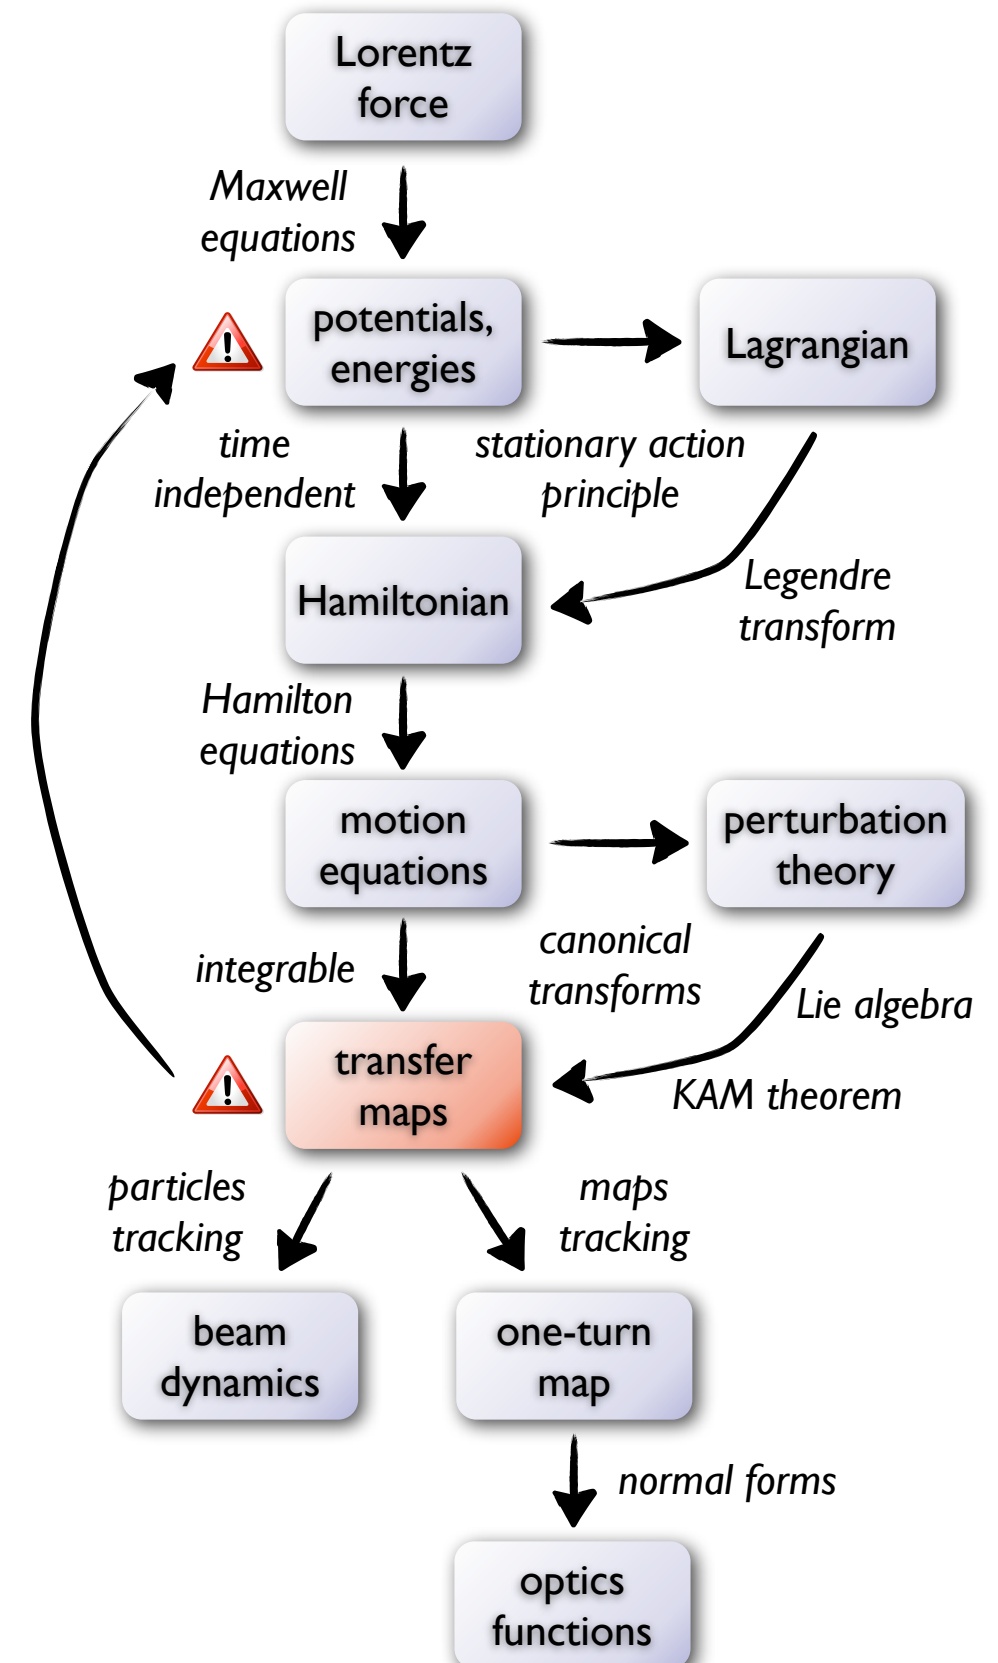 Lorentz
force
Maxwell
equations
potentials,
energies
Lagrangian
time
independent
stationary action
principle
Hamiltonian
Legendre
transform
Hamilton
equations
motion
equations
perturbation
theory
integrable
canonical
transforms
Lie algebra
KAM theorem
transfer
maps
particles
tracking
maps
tracking
beam
dynamics
one-turn
map
normal forms
optics
functions